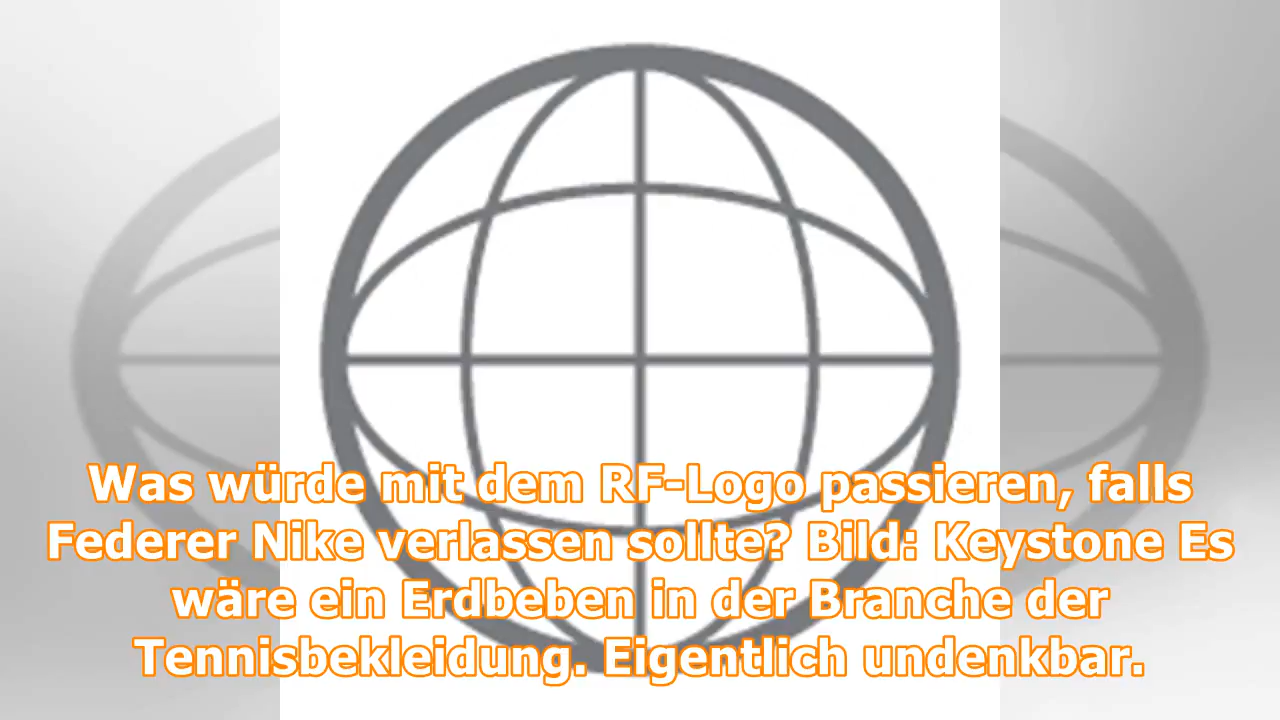 Was würde mit dem RF-Logo passieren, falls
Federer Nike verlassen sollte? Bild: Keystone Es
wäre ein Erdbeben in der Branche der
Tennisbekleidung. Eigentlich undenkbar.